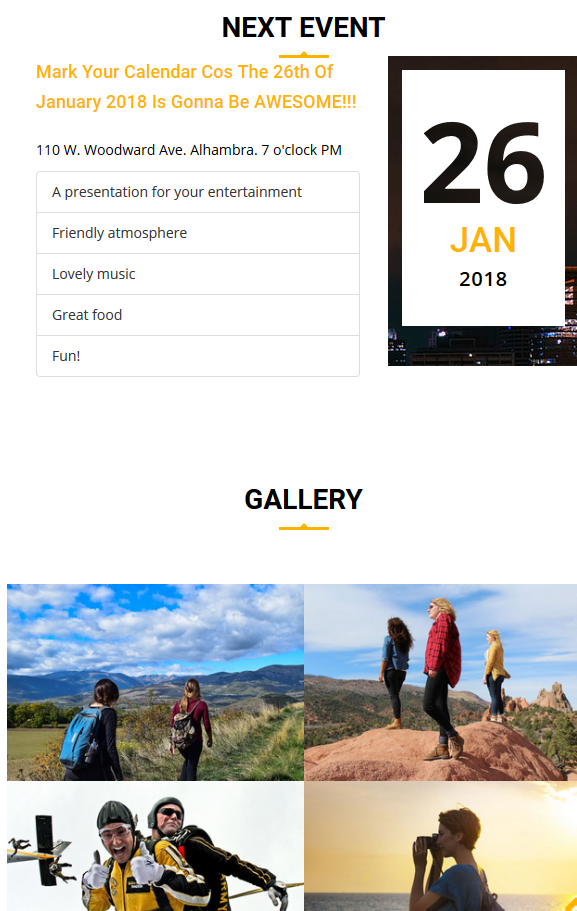 NEXT EVENT
Mark Your Calendar Cos The 26th Of
January 2018 Is Gonna Be AWESOME!!!
110 W. Woodward Ave. Alhambra. 7 o'clock PM
A presentation for your entertainment
Friendly atmosphere
Lovely music
Great food
Fun!
26
JAN
2018
GALLERY